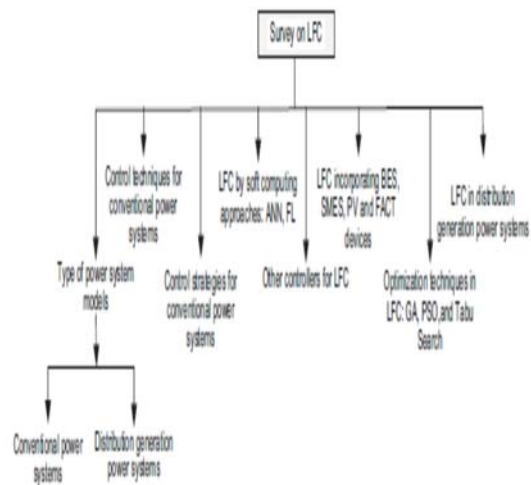 Survey on LFC
Control techniques for
conventional power
systems
LFC by soft computing
approaches: ANN, FL
LFC incorporating BES,
SMES, PV and FACT
devices
LFC in distribution
generation power systems
Type of power system
models
Control strategies for
conventional power
systems
Other controllers for LFC
Optimization techniques in
LFC: GA, PSO, and Tabu
Search
Conventional power
systems
Distribution generation
power systems